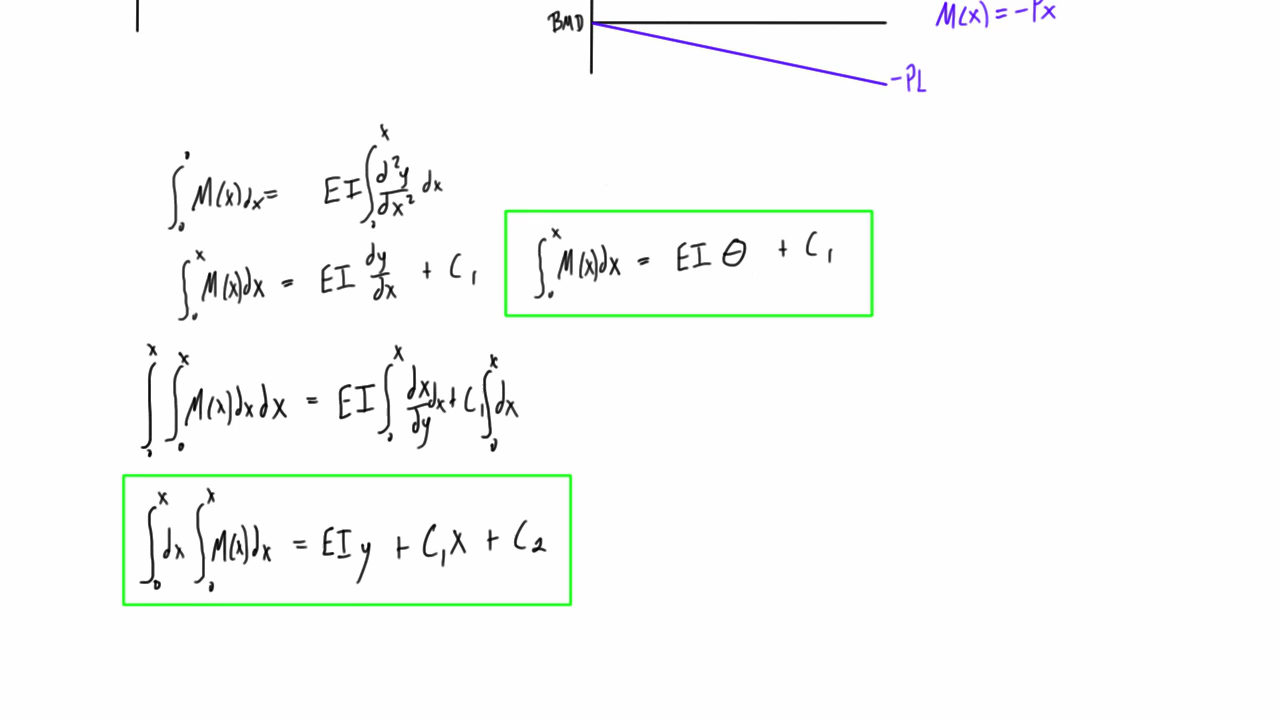 BMD
M(x) = -Px
-PL
∫₀ˣ M(x)dx = EI ∫₀ˣ d²y/dx² dx
∫₀ˣ M(x)dx = EI dy/dx + C₁
∫₀ˣ M(x)dx = EI θ + C₁
∫₀ˣ ∫₀ˣ M(x)dx dx = EI ∫₀ˣ dx/dy dx + C₁ ∫₀ˣ dx
∫₀ˣ dx ∫₀ˣ M(x)dx = EI y + C₁x + C₂